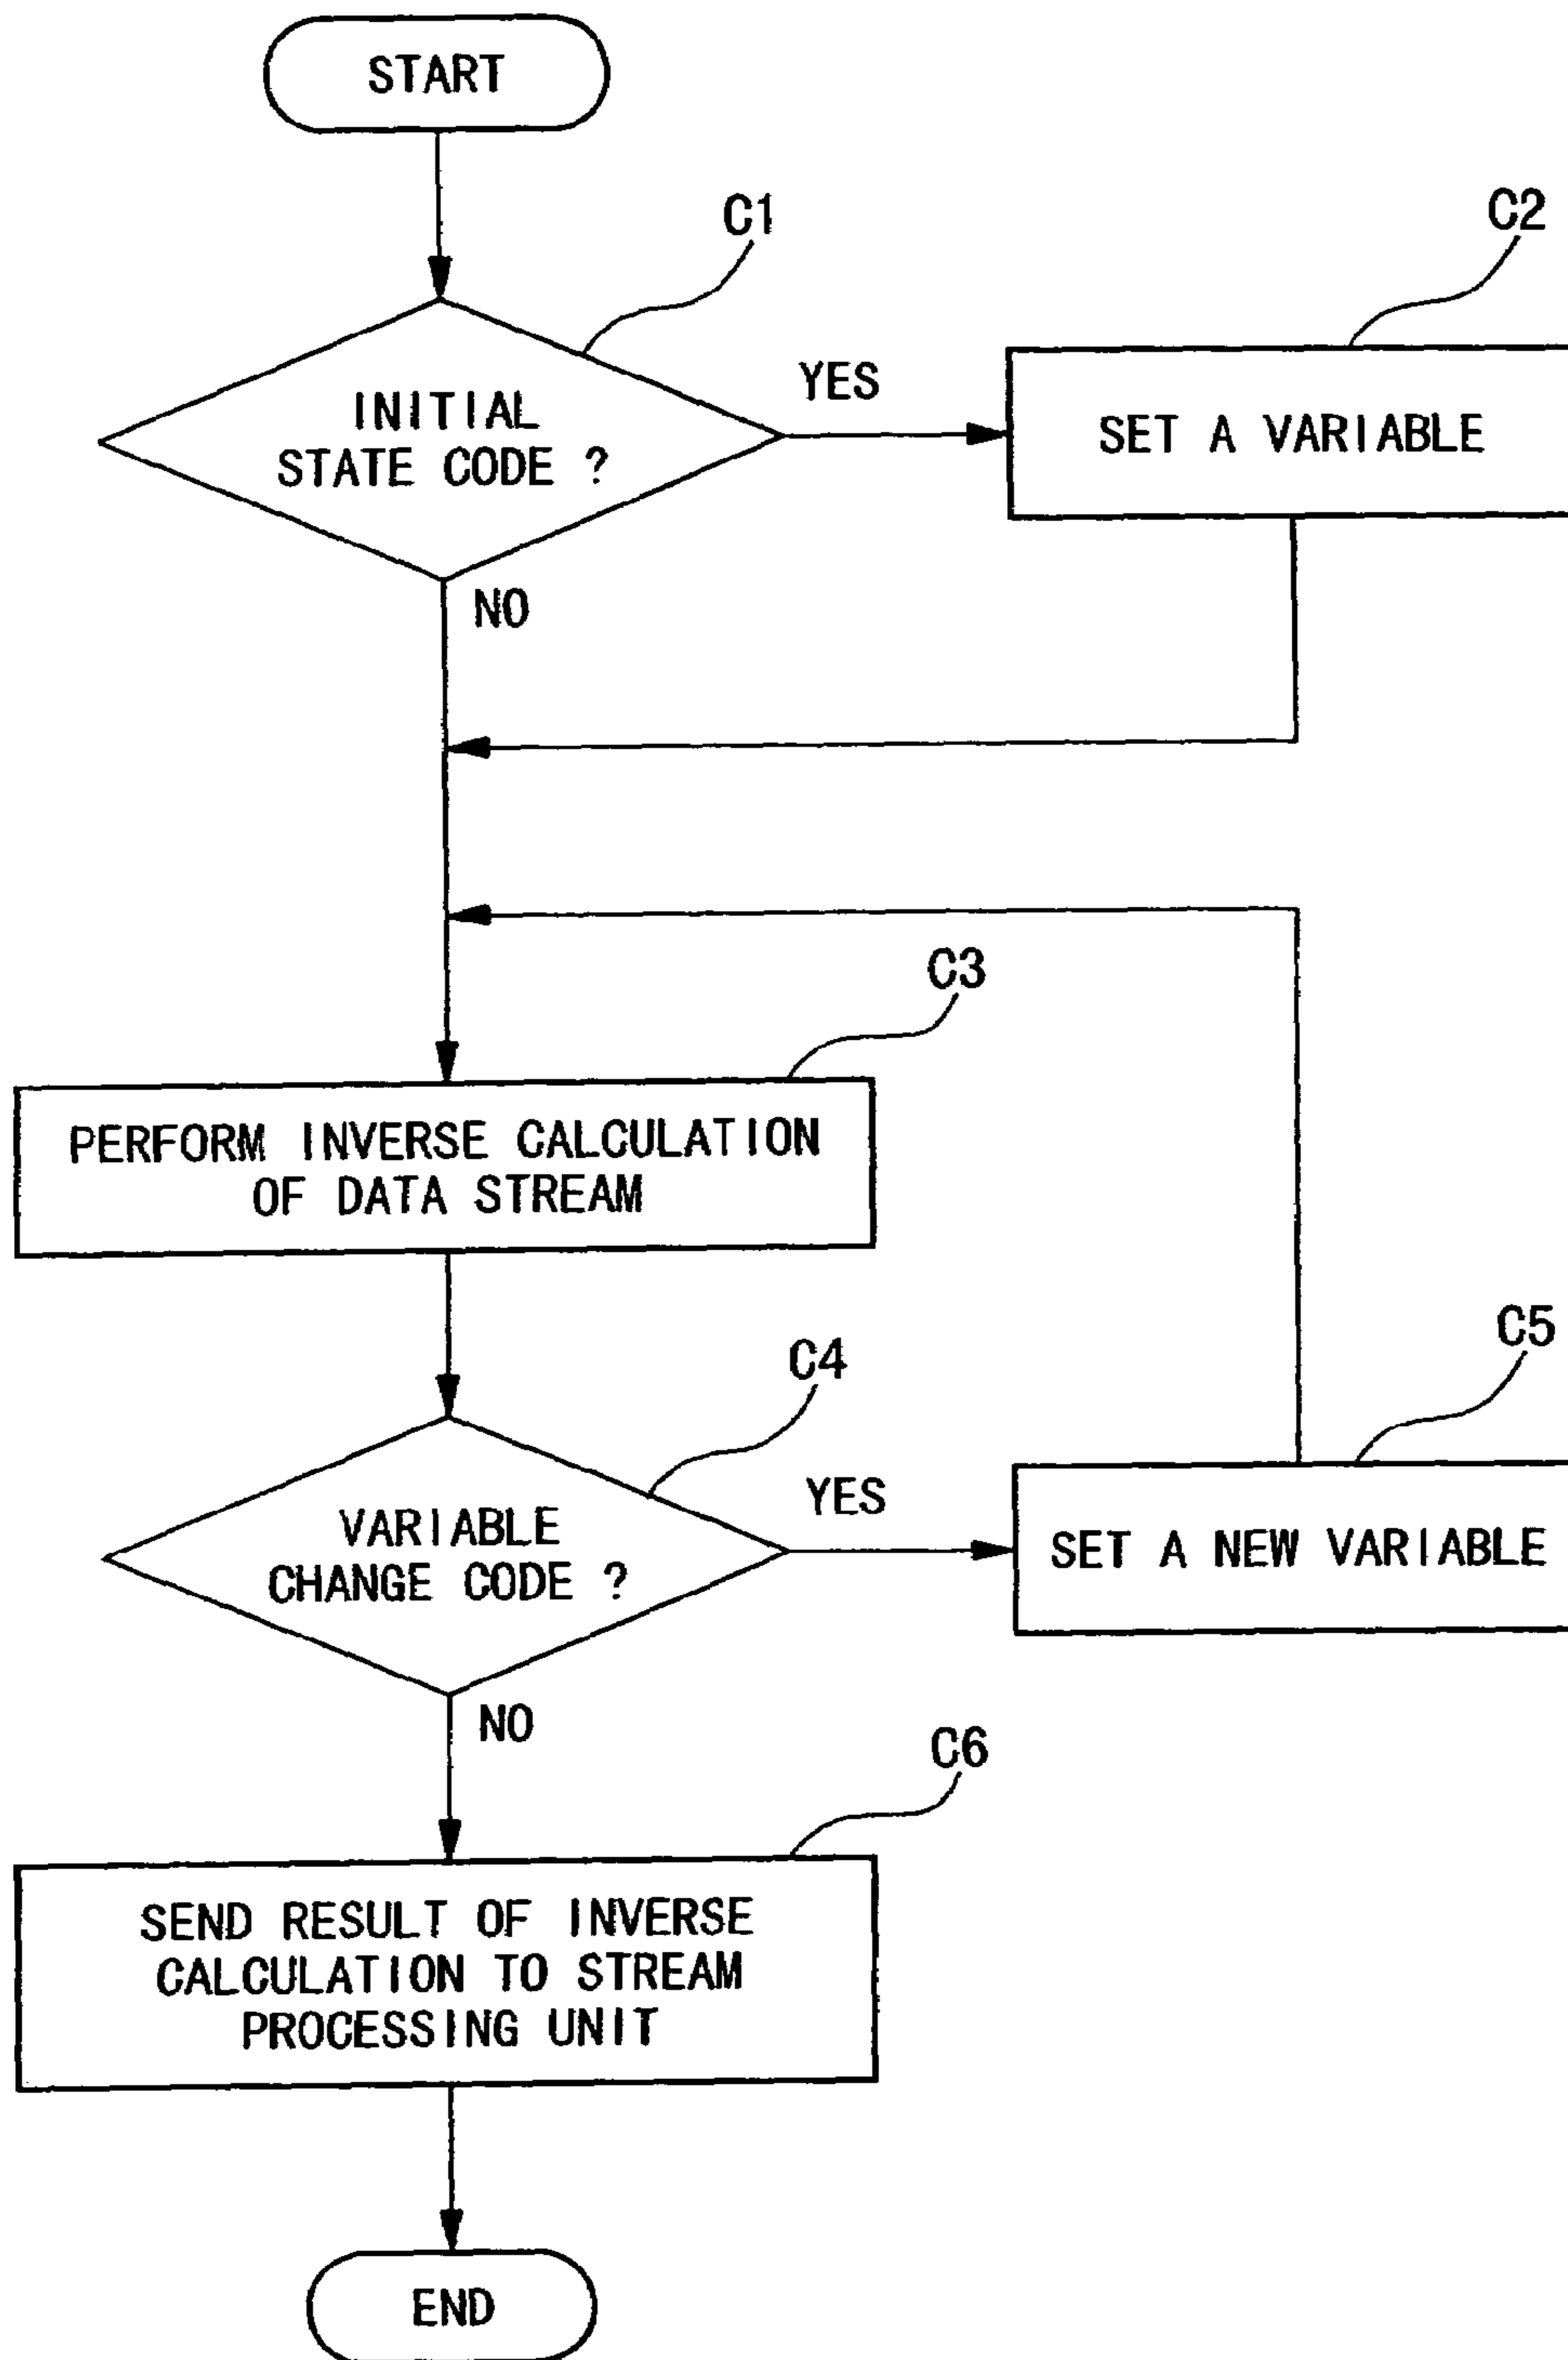 START
C1
C2
INITIAL
STATE CODE ?
YES
SET A VARIABLE
NO
C3
PERFORM INVERSE CALCULATION
OF DATA STREAM
C4
C5
VARIABLE
CHANGE CODE ?
YES
SET A NEW VARIABLE
NO
C6
SEND RESULT OF INVERSE
CALCULATION TO STREAM
PROCESSING UNIT
END